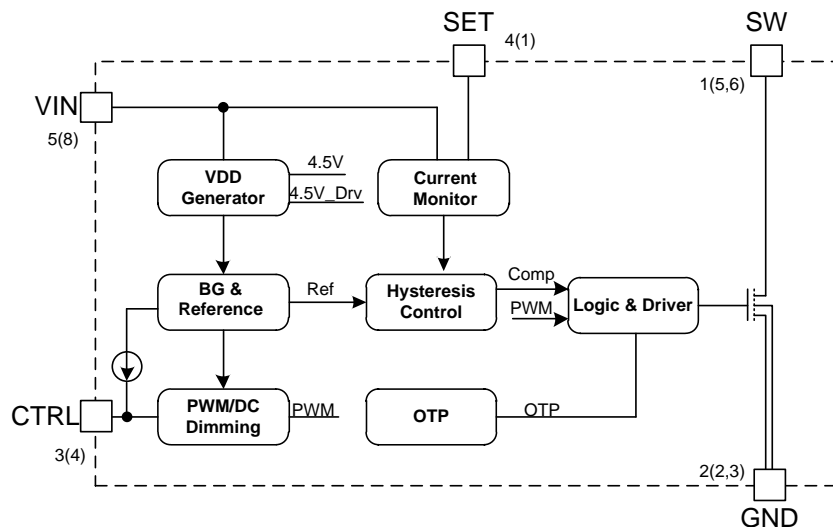 SET
4(1)
SW
1(5,6)
VIN
5(8)
VDD
Generator
4.5V
4.5V_Drv
Current
Monitor
BG &
Reference
Ref
Hysteresis
Control
Comp
PWM
Logic & Driver
CTRL
3(4)
PWM/DC
Dimming
PWM
OTP
OTP
2(2,3)
GND